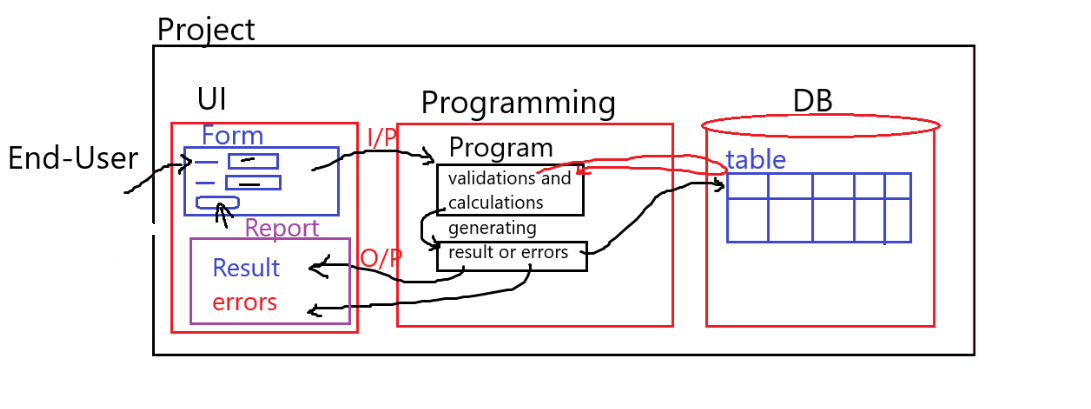 Project
UI
Programming
DB
End-User
Form
I/P
Program
table
validations and
calculations
generating
result or errors
Report
Result
errors
O/P